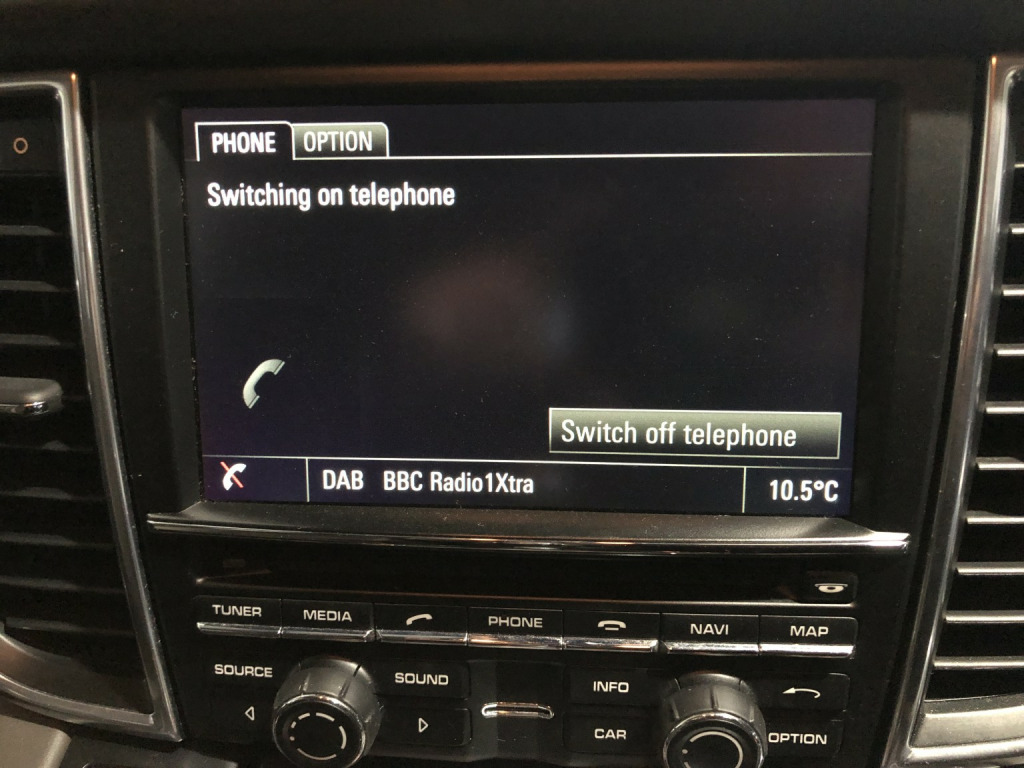 PHONE OPTION
Switching on telephone
Switch off telephone
DAB BBC Radio1Xtra 10.5°C
TUNER MEDIA PHONE NAVI MAP
SOURCE SOUND INFO
CAR OPTION